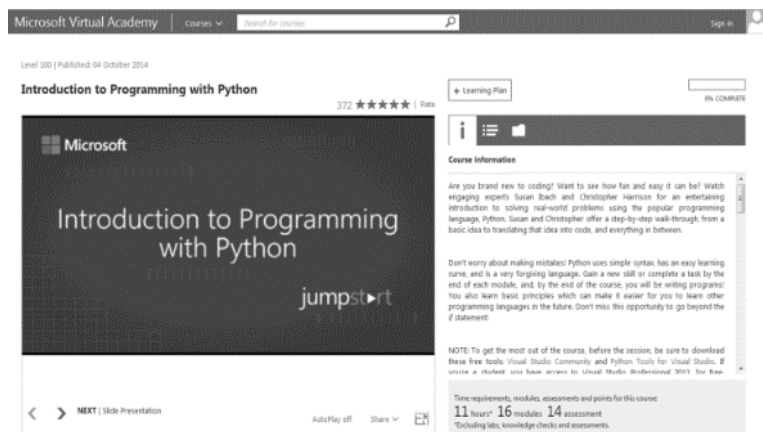 Microsoft Virtual Academy
Courses
Search for courses
Sign in
Level 100 | Published: 04 October 2014
Introduction to Programming with Python
372 ★★★★★ | Rate
Microsoft
Introduction to Programming
with Python
jumpstart
NEXT | Slide Presentation
AutoPlay off
Share
+ Learning Plan
0% COMPLETE
i
Course information
Are you brand new to coding? Want to see how fun and easy it can be? Watch
engaging experts Susan Ibach and Christopher Harrison for an entertaining
introduction to solving real-world problems using the popular programming
language, Python. Susan and Christopher offer a step-by-step walk-through, from a
basic idea to translating that idea into code, and everything in between.
Don't worry about making mistakes! Python uses simple syntax, has an easy learning
curve, and is a very forgiving language. Gain a new skill or complete a task by the
end of each module, and, by the end of the course, you will be writing programs!
You also learn basic principles which can make it easier for you to learn other
programming languages in the future. Don't miss this opportunity to go beyond the
if statement!
NOTE: To get the most out of the course, before the session, be sure to download
these free tools: Visual Studio Community and Python Tools for Visual Studio. If
you're a student, you have access to Visual Studio Professional 2013, for free,
Time requirements, modules, assessments and points for this course:
11 hours* 16 modules 14 assessment
*Excluding labs, knowledge checks and assessments.